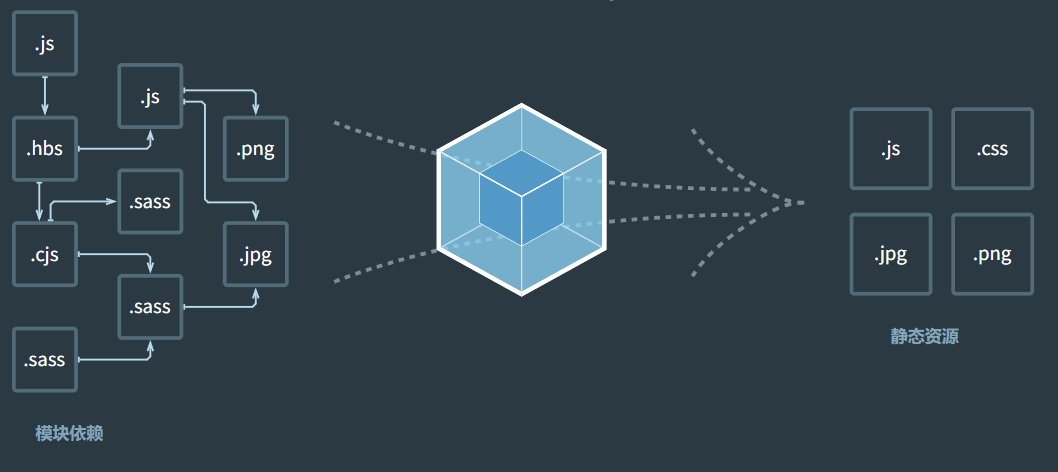 .js
.js
.hbs
.png
.sass
.cjs
.jpg
.sass
.sass
模块依赖
.js
.css
.jpg
.png
静态资源